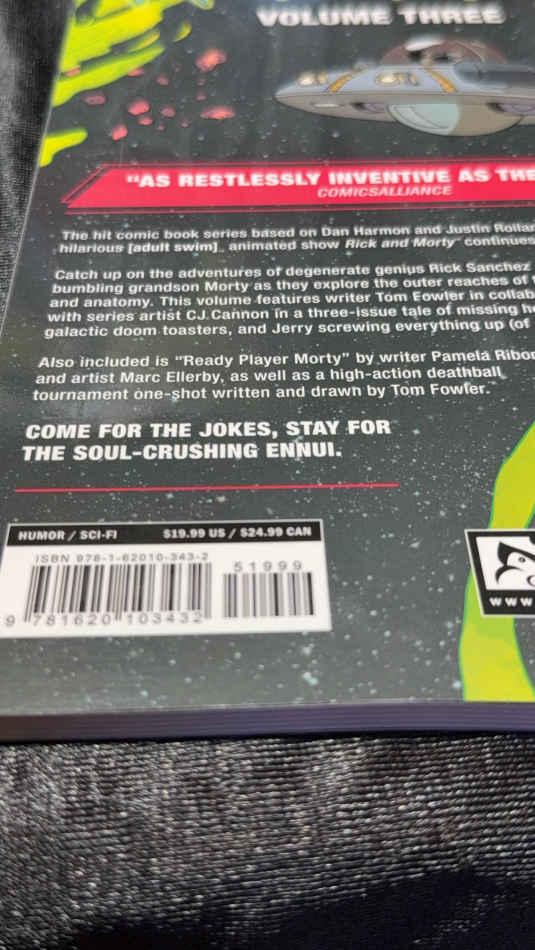 VOLUME THREE
"AS RESTLESSLY INVENTIVE AS THE
COMICSALLIANCE
The hit comic book series based on Dan Harmon and Justin Roilan
hilarious [adult swim]™ animated show Rick and Morty™ continues
Catch up on the adventures of degenerate genius Rick Sanchez
bumbling grandson Morty as they explore the outer reaches of
and anatomy. This volume features writer Tom Fowler in collab
with series artist CJ Cannon in a three-issue tale of missing
galactic doom toasters, and Jerry screwing everything up (of
Also included is "Ready Player Morty" by writer Pamela Ribon
and artist Marc Ellerby, as well as a high-action deathball
tournament one-shot written and drawn by Tom Fowler.
COME FOR THE JOKES, STAY FOR
THE SOUL-CRUSHING ENNUI.
HUMOR / SCI-FI $19.99 US / $24.99 CAN
ISBN 978-1-62010-343-2
51999
9 781620 103432
WWW